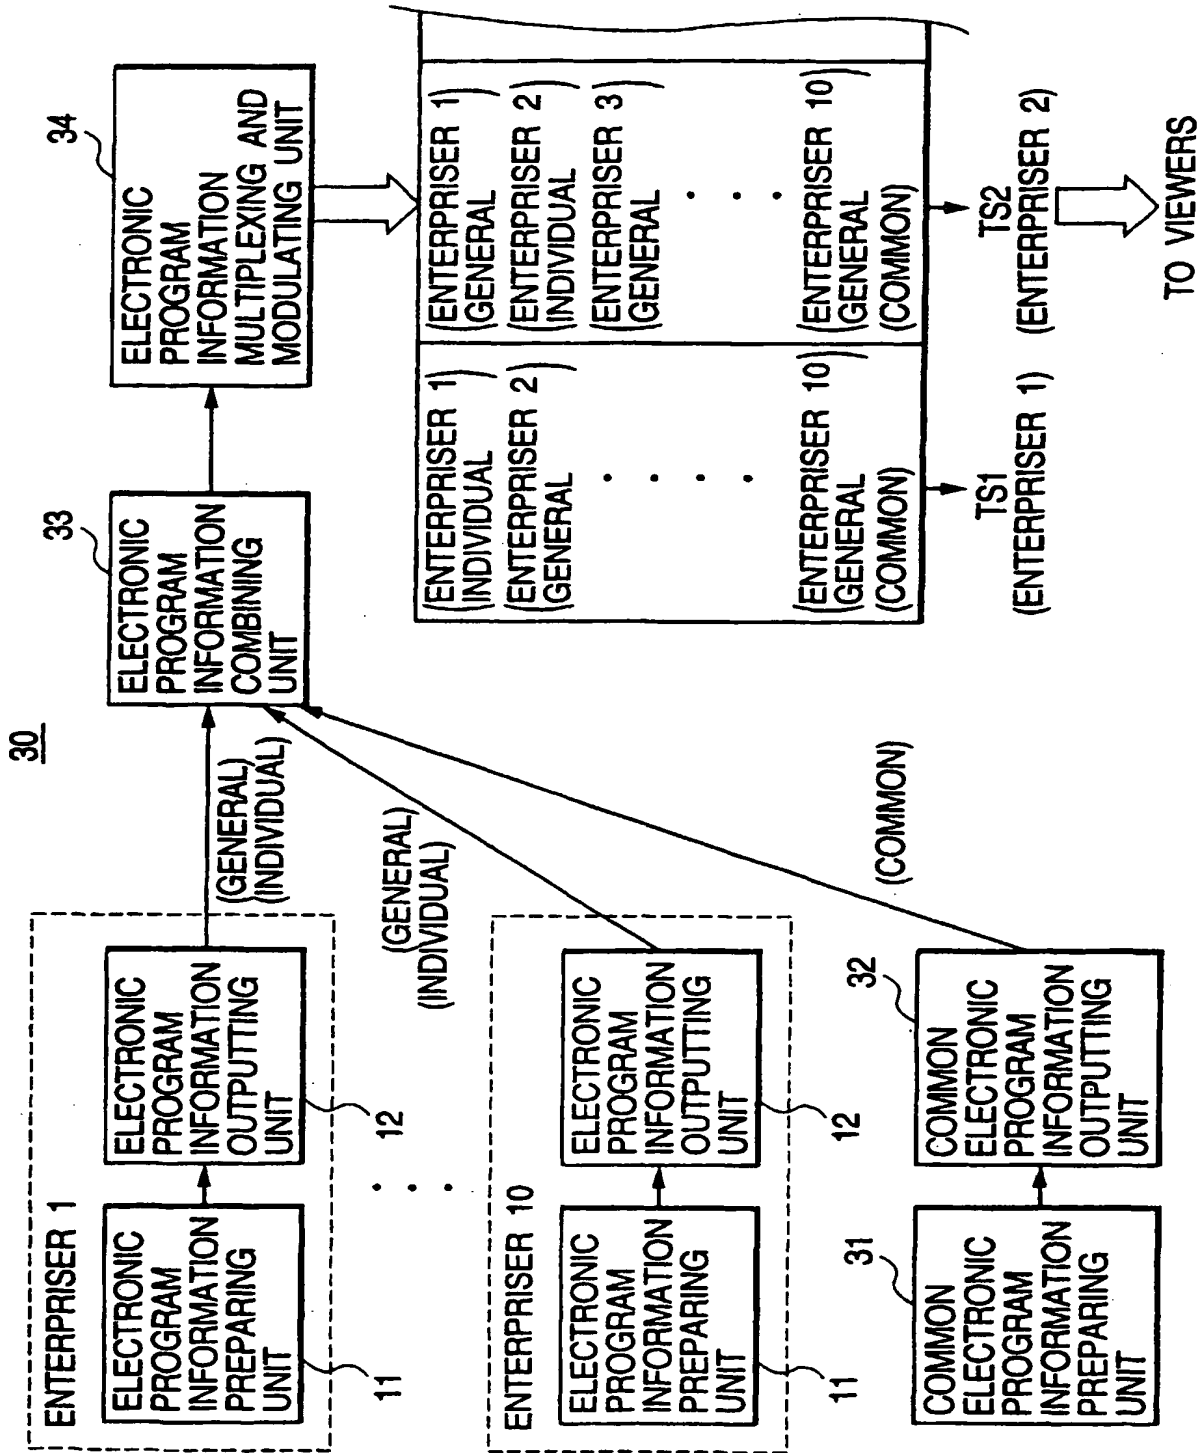 30
ENTERPRISER 1
ELECTRONIC
PROGRAM
INFORMATION
PREPARING
UNIT
11
ELECTRONIC
PROGRAM
INFORMATION
OUTPUTTING
UNIT
12
(GENERAL)
(INDIVIDUAL)
ENTERPRISER 10
ELECTRONIC
PROGRAM
INFORMATION
PREPARING
UNIT
11
ELECTRONIC
PROGRAM
INFORMATION
OUTPUTTING
UNIT
12
(GENERAL)
(INDIVIDUAL)
COMMON
ELECTRONIC
PROGRAM
INFORMATION
PREPARING
UNIT
31
COMMON
ELECTRONIC
PROGRAM
INFORMATION
OUTPUTTING
UNIT
32
(COMMON)
ELECTRONIC
PROGRAM
INFORMATION
COMBINING
UNIT
33
ELECTRONIC
PROGRAM
INFORMATION
MULTIPLEXING AND
MODULATING UNIT
34
(ENTERPRISER 1)
(INDIVIDUAL)
(ENTERPRISER 2)
(GENERAL)
(ENTERPRISER 10)
(GENERAL)
(COMMON)
TS1
(ENTERPRISER 1)
(ENTERPRISER 1)
(GENERAL)
(ENTERPRISER 2)
(INDIVIDUAL)
(ENTERPRISER 3)
(GENERAL)
(ENTERPRISER 10)
(GENERAL)
(COMMON)
TS2
(ENTERPRISER 2)
TO VIEWERS